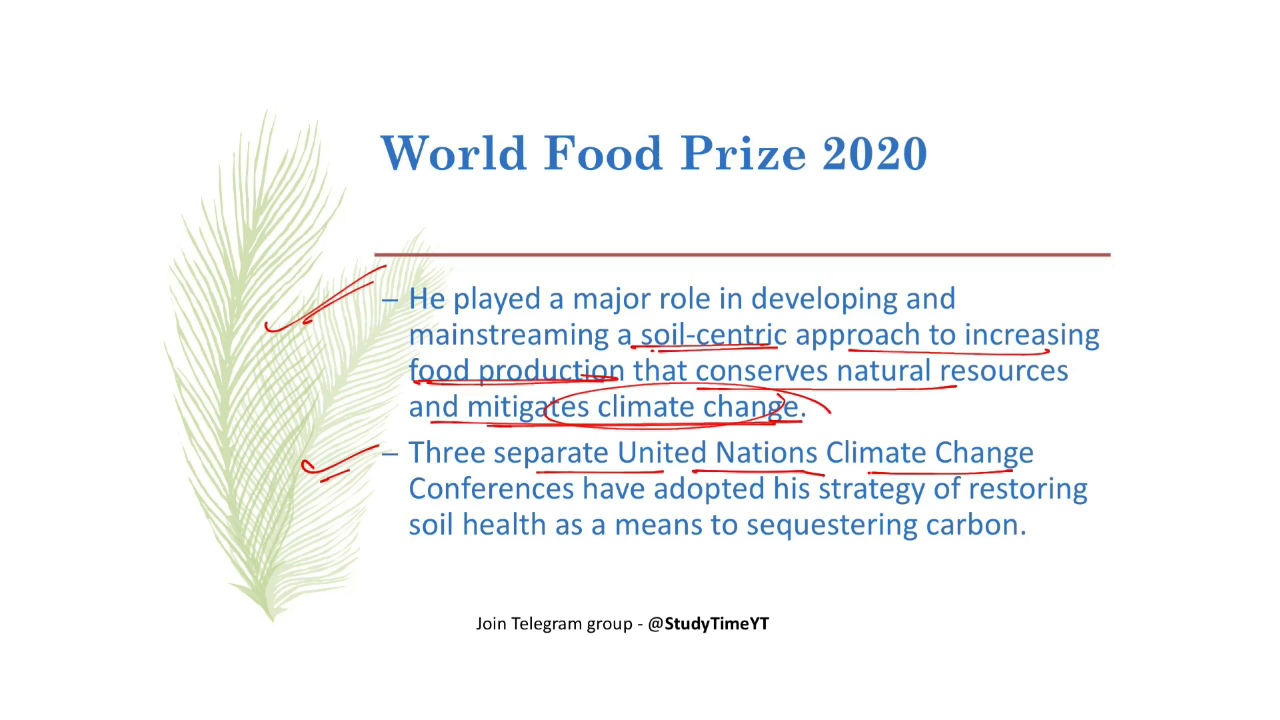 World Food Prize 2020
– He played a major role in developing and
mainstreaming a soil-centric approach to increasing
food production that conserves natural resources
and mitigates climate change.
– Three separate United Nations Climate Change
Conferences have adopted his strategy of restoring
soil health as a means to sequestering carbon.
Join Telegram group - @StudyTimeYT